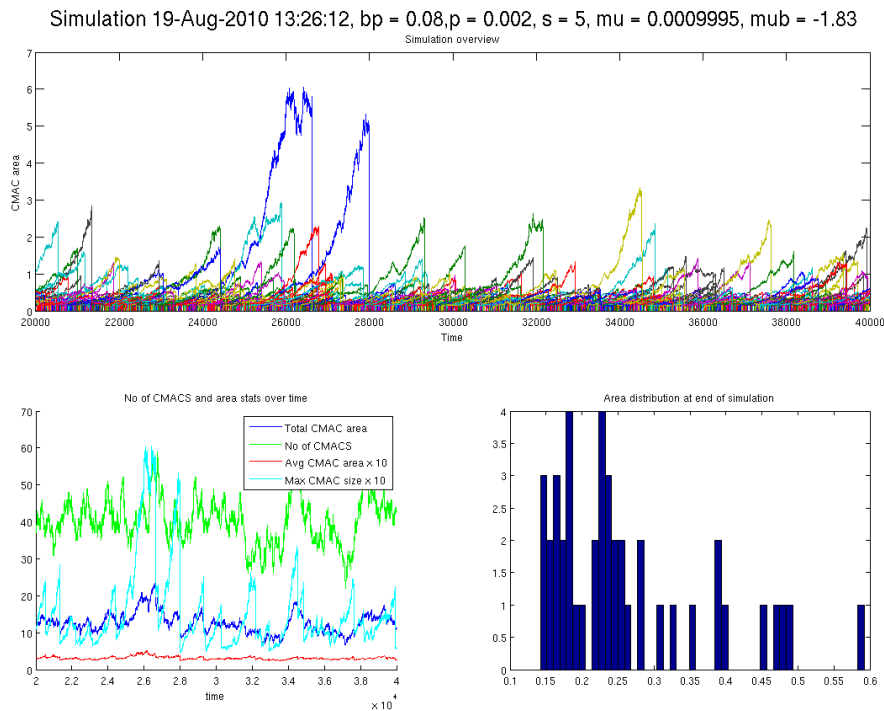 Simulation 19-Aug-2010 13:26:12, bp = 0.08,p = 0.002, s = 5, mu = 0.0009995, mub = -1.83
Simulation overview
7
6
5
4
3
2
1
0
CMAC area
20000 22000 24000 26000 28000 30000 32000 34000 36000 38000 40000
Time
No of CMACS and area stats over time
70
60
50
40
30
20
10
0
Total CMAC area
No of CMACS
Avg CMAC area × 10
Max CMAC size × 10
2 2.2 2.4 2.6 2.8 3 3.2 3.4 3.6 3.8 4
time
× 10⁴
Area distribution at end of simulation
4
3.5
3
2.5
2
1.5
1
0.5
0
0.1 0.15 0.2 0.25 0.3 0.35 0.4 0.45 0.5 0.55 0.6